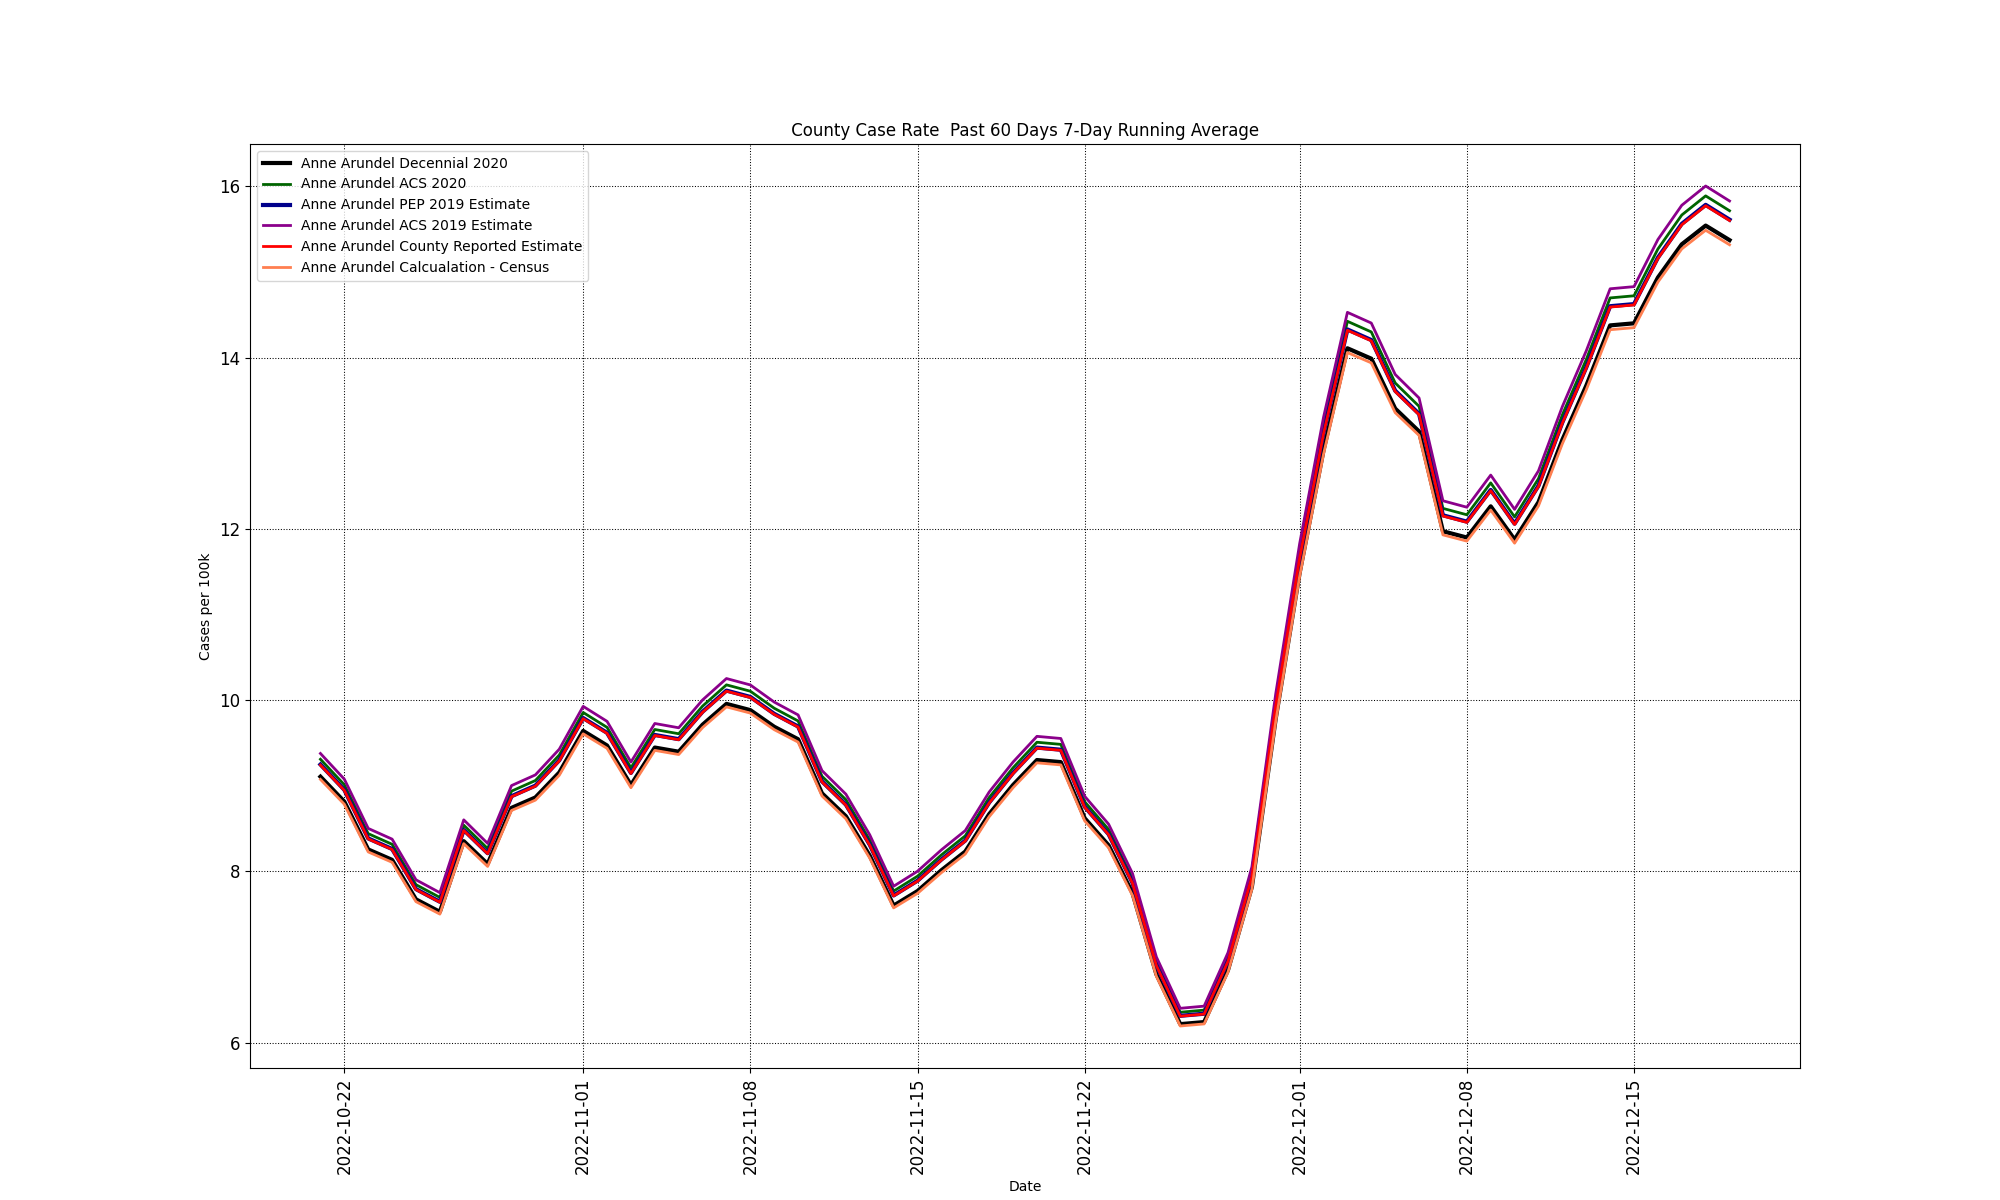 County Case Rate  Past 60 Days 7-Day Running Average
Anne Arundel Decennial 2020
Anne Arundel ACS 2020
Anne Arundel PEP 2019 Estimate
Anne Arundel ACS 2019 Estimate
Anne Arundel County Reported Estimate
Anne Arundel Calcualation - Census
16
14
12
10
8
6
Cases per 100k
2022-10-22
2022-11-01
2022-11-08
2022-11-15
2022-11-22
2022-12-01
2022-12-08
2022-12-15
Date